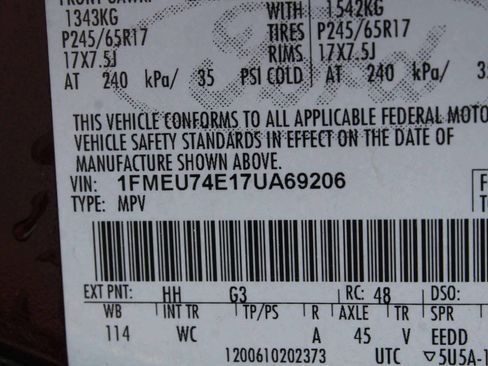 1343KG WITH 1542KG
P245/65R17 TIRES P245/65R17
17X7.5J RIMS 17X7.5J
AT 240 kPa/ 35 PSI COLD AT 240 kPa/
THIS VEHICLE CONFORMS TO ALL APPLICABLE FEDERAL MOTO
VEHICLE SAFETY STANDARDS IN EFFECT ON THE DATE OF
MANUFACTURE SHOWN ABOVE.
VIN: 1FMEU74E17UA69206
TYPE: MPV
EXT PNT: HH G3 RC: 48 DSO:
WB INT TR TP/PS R AXLE TR SPR
114 WC A 45 V EEDD
1200610202373 UTC ▽5U5A-1